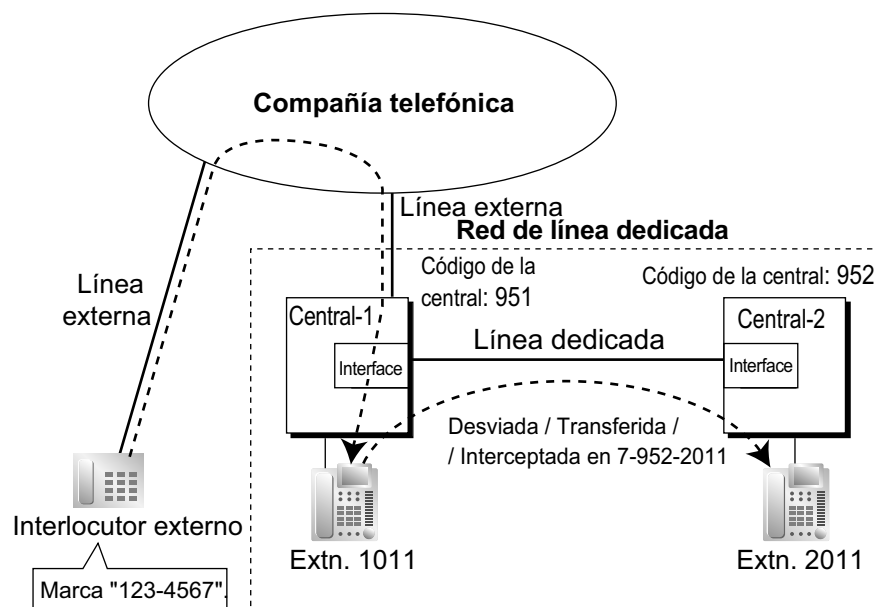 Compañía telefónica
Línea externa
Red de línea dedicada
Línea
externa
Código de la
central: 951
Código de la central: 952
Central-1
Interface
Línea dedicada
Central-2
Interface
Desviada / Transferida /
/ Interceptada en 7-952-2011
Interlocutor externo
Marca "123-4567".
Extn. 1011
Extn. 2011